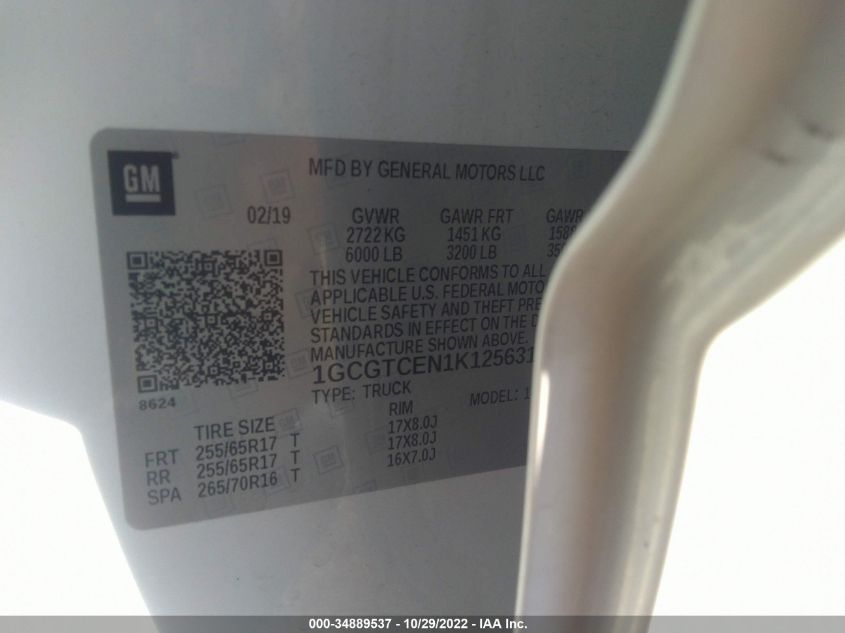 GM
MFD BY GENERAL MOTORS LLC
02/19 GVWR GAWR FRT GAWR
2722 KG 1451 KG
6000 LB 3200 LB
THIS VEHICLE CONFORMS TO ALL
APPLICABLE U.S. FEDERAL
VEHICLE SAFETY AND THEFT
STANDARDS IN EFFECT ON THE
MANUFACTURE SHOWN ABOVE.
1GCGTCEN1K125631
TYPE: TRUCK MODEL:
8624
TIRE SIZE RIM
FRT 255/65R17 T 17X8.0J
RR 255/65R17 T 17X8.0J
SPA 265/70R16 T 16X7.0J
000-34889537 - 10/29/2022 - IAA Inc.